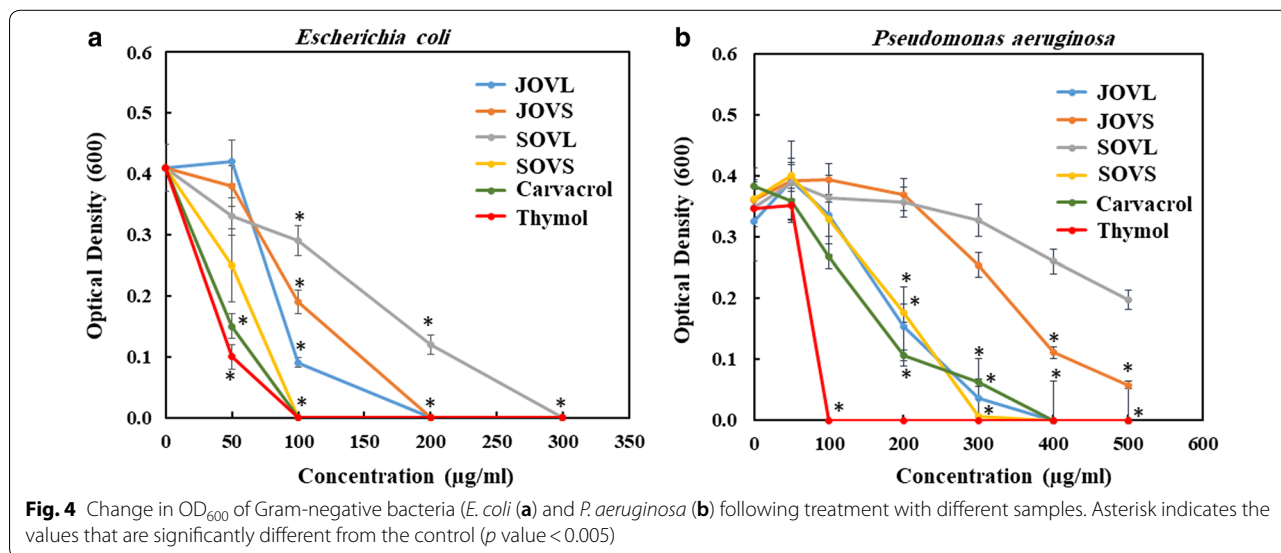 a
Escherichia coli
Optical Density (600)
0.6
0.5
0.4
0.3
0.2
0.1
0.0
JOVL
JOVS
SOVL
SOVS
Carvacrol
Thymol
* * * * * * * * *
0 50 100 150 200 250 300 350
Concentration (µg/ml)
b
Pseudomonas aeruginosa
Optical Density (600)
0.6
0.5
0.4
0.3
0.2
0.1
0.0
JOVL
JOVS
SOVL
SOVS
Carvacrol
Thymol
* * * * * * * * * * *
0 100 200 300 400 500 600
Concentration (µg/ml)
Fig. 4 Change in OD600 of Gram-negative bacteria (E. coli (a) and P. aeruginosa (b) following treatment with different samples. Asterisk indicates the
values that are significantly different from the control (p value < 0.005)